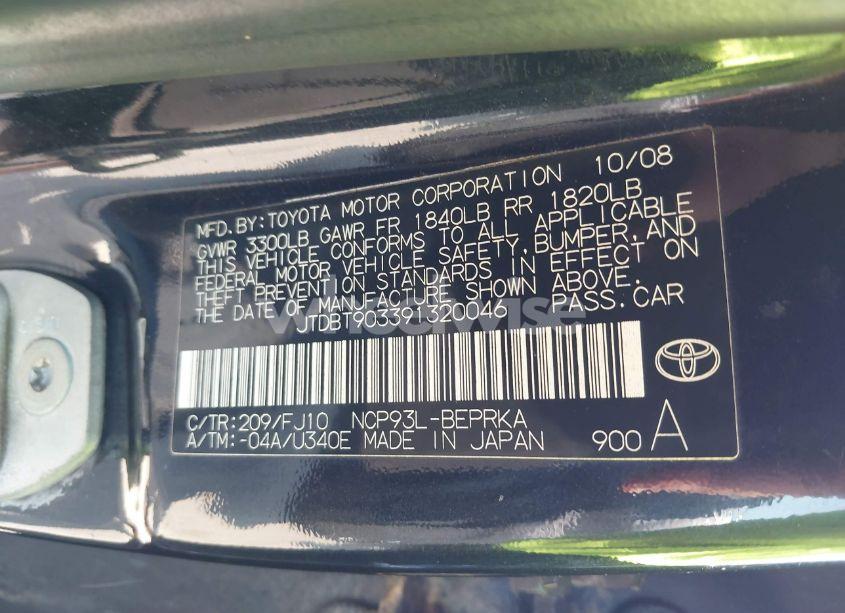 MFD.BY:TOYOTA MOTOR CORPORATION 10/08
GVWR 3300LB GAWR FR 1840LB RR 1820LB
THIS VEHICLE CONFORMS TO ALL APPLICABLE
FEDERAL MOTOR VEHICLE SAFETY,BUMPER,AND
THEFT PREVENTION STANDARDS IN EFFECT ON
THE DATE OF MANUFACTURE SHOWN ABOVE.
JTDBT903391320046 PASS.CAR
C/TR:209/FJ10 NCP93L-BEPRKA
A/TM:-04A/U340E MADE IN JAPAN 900 A